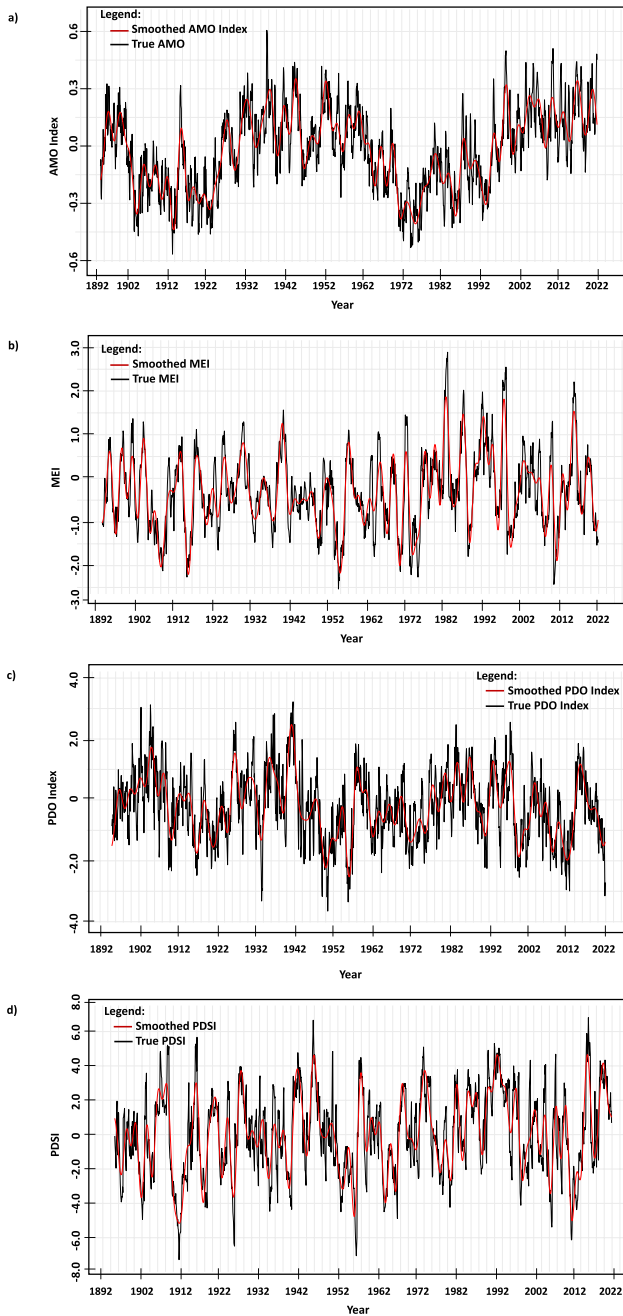 a)
Legend:
Smoothed AMO Index
True AMO
AMO Index
0.6
0.3
0.0
-0.3
-0.6
1892 1902 1912 1922 1932 1942 1952 1962 1972 1982 1992 2002 2012 2022
Year
b)
Legend:
Smoothed MEI
True MEI
MEI
3.0
2.0
1.0
0
-1.0
-2.0
-3.0
1892 1902 1912 1922 1932 1942 1952 1962 1972 1982 1992 2002 2012 2022
Year
c)
Legend:
Smoothed PDO Index
True PDO Index
PDO Index
4.0
2.0
0
-2.0
-4.0
1892 1902 1912 1922 1932 1942 1952 1962 1972 1982 1992 2002 2012 2022
Year
d)
Legend:
Smoothed PDSI
True PDSI
PDSI
8.0
6.0
4.0
2.0
0
-2.0
-4.0
-6.0
-8.0
1892 1902 1912 1922 1932 1942 1952 1962 1972 1982 1992 2002 2012 2022
Year